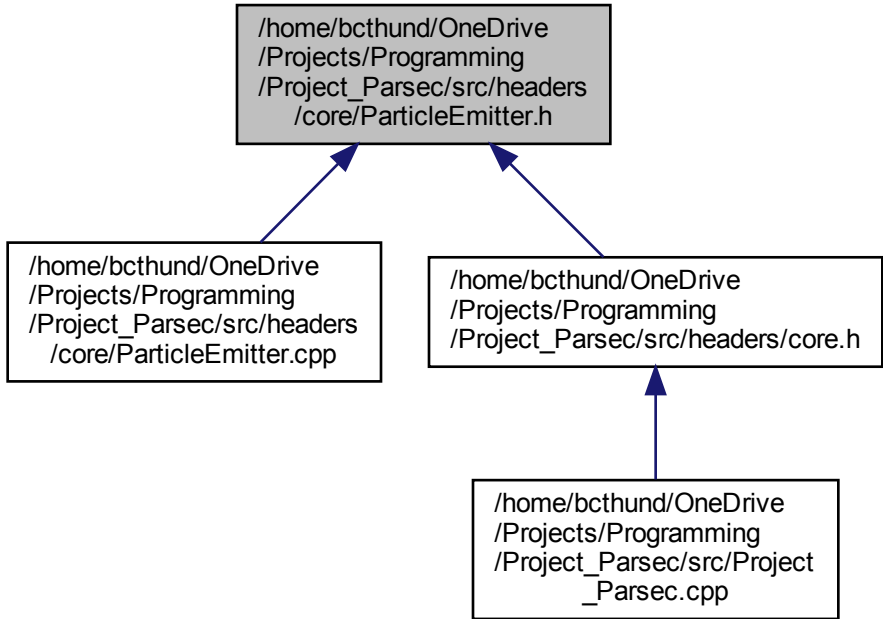 /home/bcthund/OneDrive
/Projects/Programming
/Project_Parsec/src/headers
/core/ParticleEmitter.h
/home/bcthund/OneDrive
/Projects/Programming
/Project_Parsec/src/headers
/core/ParticleEmitter.cpp
/home/bcthund/OneDrive
/Projects/Programming
/Project_Parsec/src/headers/core.h
/home/bcthund/OneDrive
/Projects/Programming
/Project_Parsec/src/Project
_Parsec.cpp